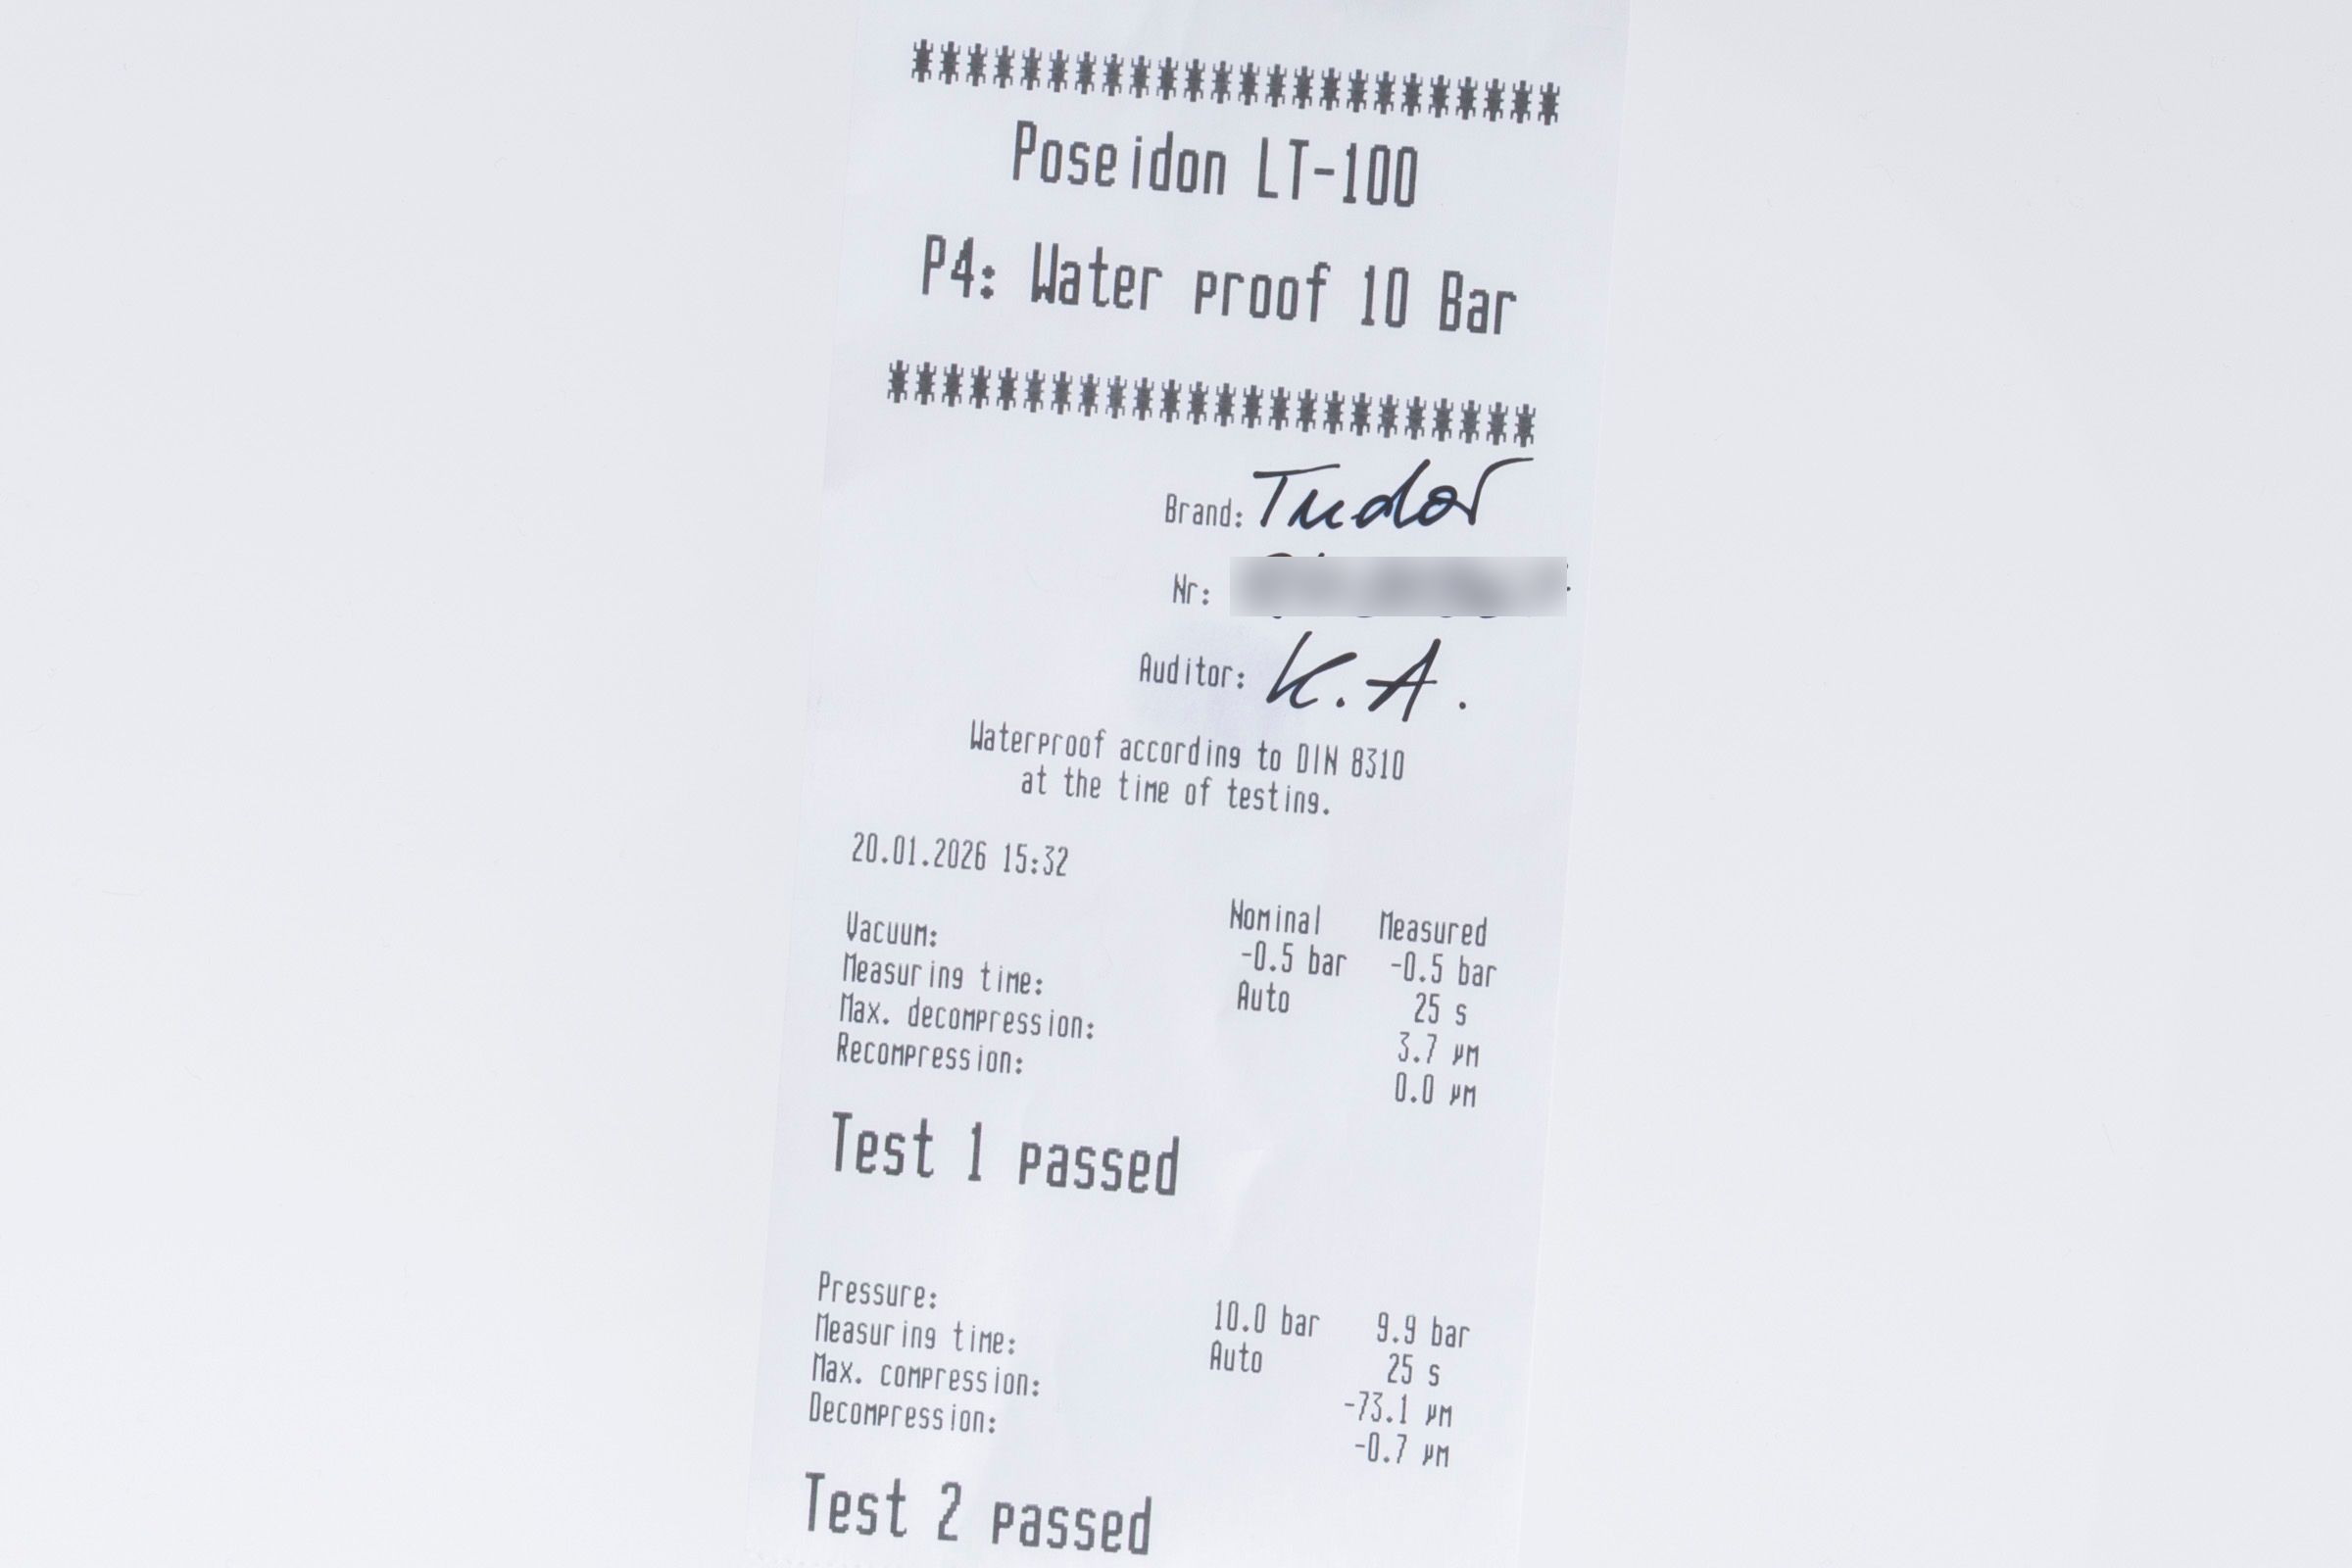 ************************
Poseidon LT-100
P4: Water proof 10 Bar
************************
Brand: Tudor
Nr:
Auditor: K.A.
Waterproof according to DIN 8310
at the time of testing.
20.01.2026 15:32
Nominal Measured
Vacuum: -0.5 bar -0.5 bar
Measuring time: Auto 25 s
Max. decompression: 3.7 µm
Recompression: 0.0 µm
Test 1 passed
Pressure: 10.0 bar 9.9 bar
Measuring time: Auto 25 s
Max. compression: -73.1 µm
Decompression: -0.7 µm
Test 2 passed